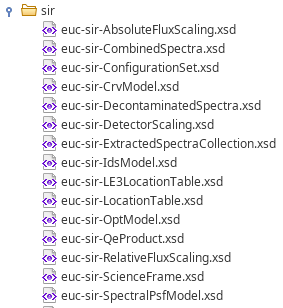 sir
euc-sir-AbsoluteFluxScaling.xsd
euc-sir-CombinedSpectra.xsd
euc-sir-ConfigurationSet.xsd
euc-sir-CrvModel.xsd
euc-sir-DecontaminatedSpectra.xsd
euc-sir-DetectorScaling.xsd
euc-sir-ExtractedSpectraCollection.xsd
euc-sir-IdsModel.xsd
euc-sir-LE3LocationTable.xsd
euc-sir-LocationTable.xsd
euc-sir-OptModel.xsd
euc-sir-QeProduct.xsd
euc-sir-RelativeFluxScaling.xsd
euc-sir-ScienceFrame.xsd
euc-sir-SpectralPsfModel.xsd